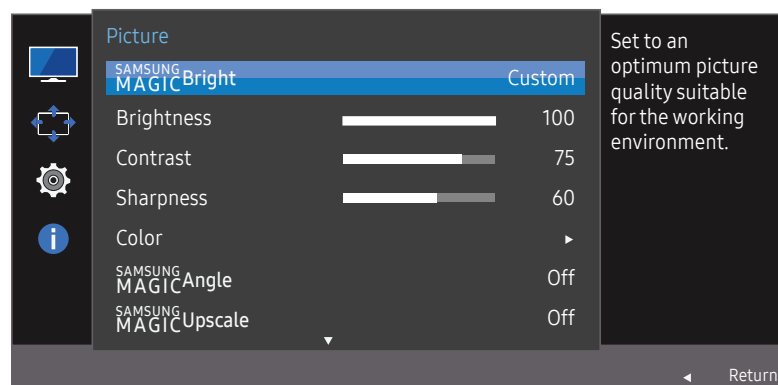 Picture
SAMSUNG
MAGICBright Custom
Brightness 100
Contrast 75
Sharpness 60
Color ►
SAMSUNG
MAGICAngle Off
SAMSUNG
MAGICUpscale Off
▼
Set to an
optimum picture
quality suitable
for the working
environment.
i
◄ Return